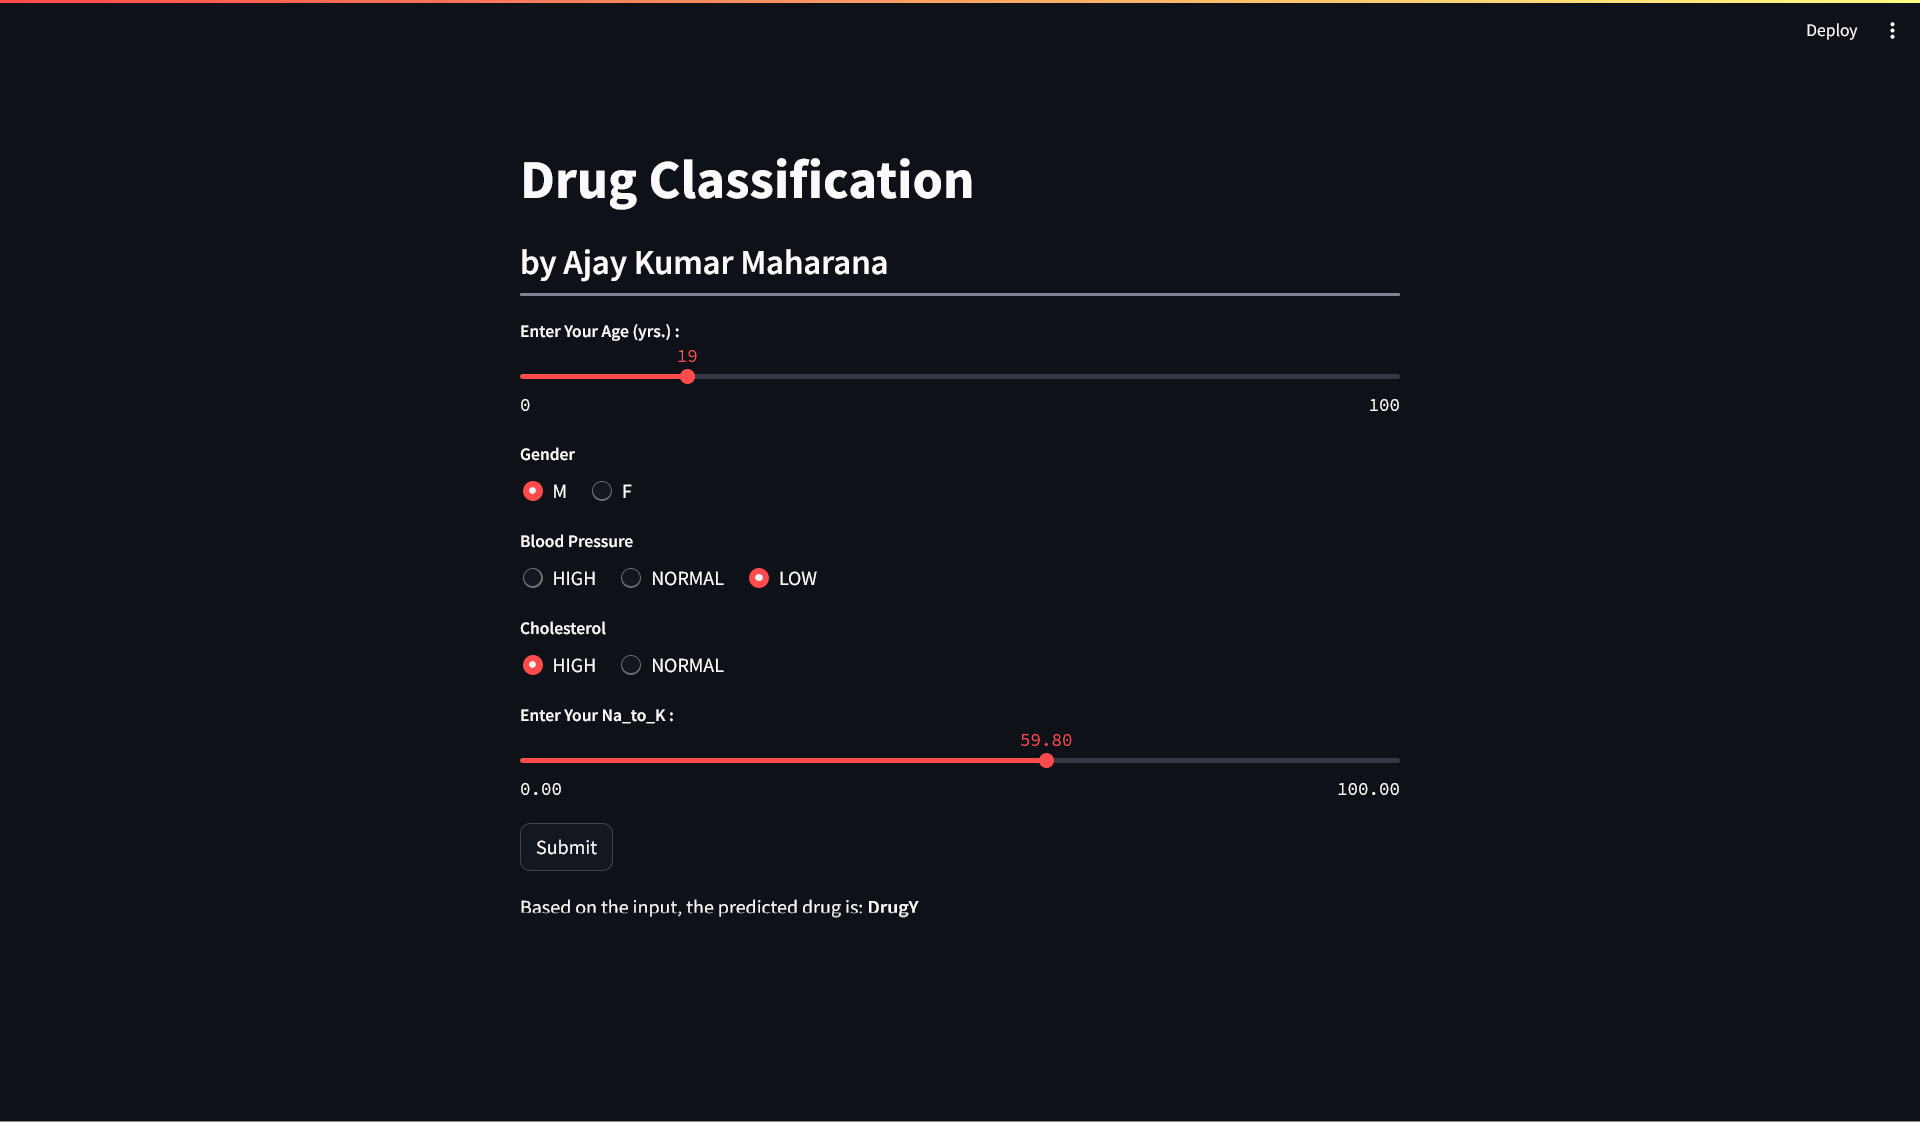 Deploy
Drug Classification
by Ajay Kumar Maharana
Enter Your Age (yrs.) :
19
0 100
Gender
M F
Blood Pressure
HIGH NORMAL LOW
Cholesterol
HIGH NORMAL
Enter Your Na_to_K :
59.80
0.00 100.00
Submit
Based on the input, the predicted drug is: DrugY